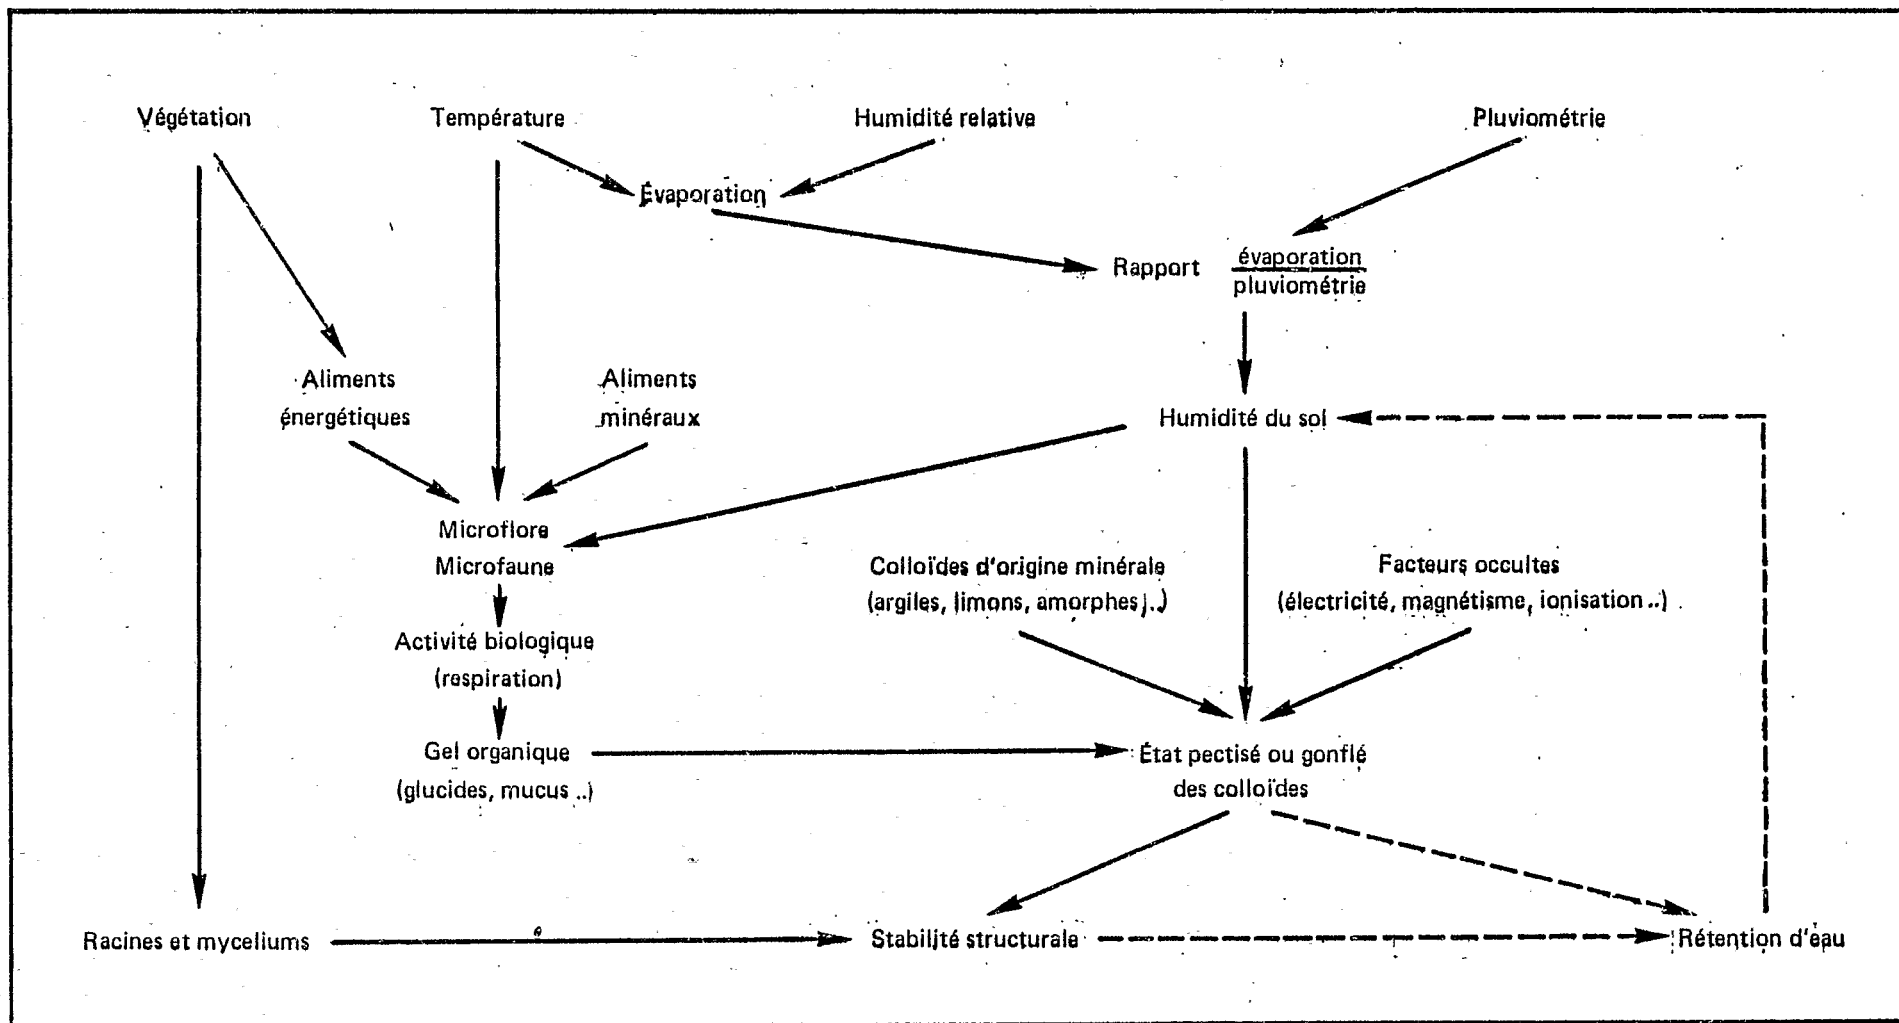 Végétation Température Humidité relative Pluviométrie
Évaporation
Rapport évaporation
pluviométrie
Aliments
énergétiques
Aliments
minéraux
Humidité du sol
Microflore
Microfaune
Colloïdes d'origine minérale
(argiles, limons, amorphes, ..)
Facteurs occultes
(électricité, magnétisme, ionisation ..)
Activité biologique
(respiration)
Gel organique
(glucides, mucus ..)
État pectisé ou gonflé
des colloïdes
Racines et myceliums Stabilité structurale Rétention d'eau